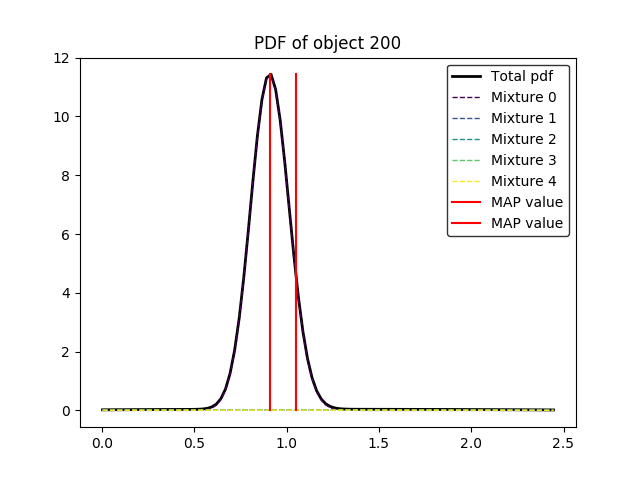 PDF of object 200
12
10
8
6
4
2
0
0.0 0.5 1.0 1.5 2.0 2.5
Total pdf
Mixture 0
Mixture 1
Mixture 2
Mixture 3
Mixture 4
MAP value
MAP value